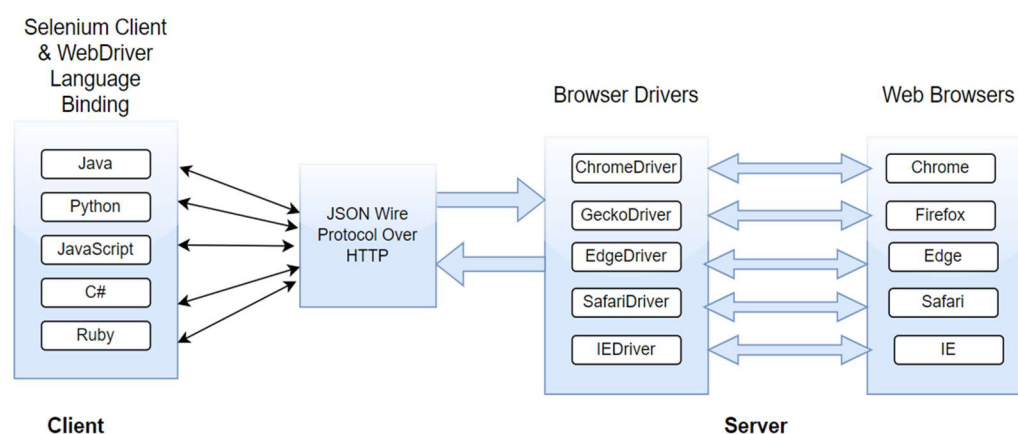 Selenium Client
& WebDriver
Language
Binding
Java
Python
JavaScript
C#
Ruby
JSON Wire
Protocol Over
HTTP
Browser Drivers
ChromeDriver
GeckoDriver
EdgeDriver
SafariDriver
IEDriver
Web Browsers
Chrome
Firefox
Edge
Safari
IE
Client
Server